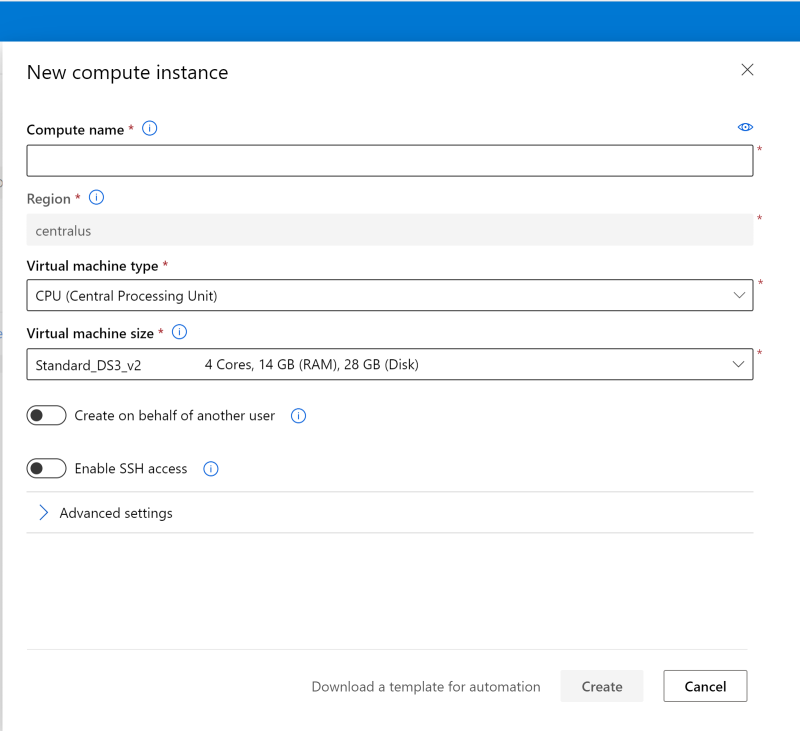 New compute instance
Compute name *
*
Region *
*
centralus
Virtual machine type *
*
CPU (Central Processing Unit)
Virtual machine size *
*
Standard_DS3_v2 4 Cores, 14 GB (RAM), 28 GB (Disk)
Create on behalf of another user
Enable SSH access
Advanced settings
Download a template for automation Create Cancel